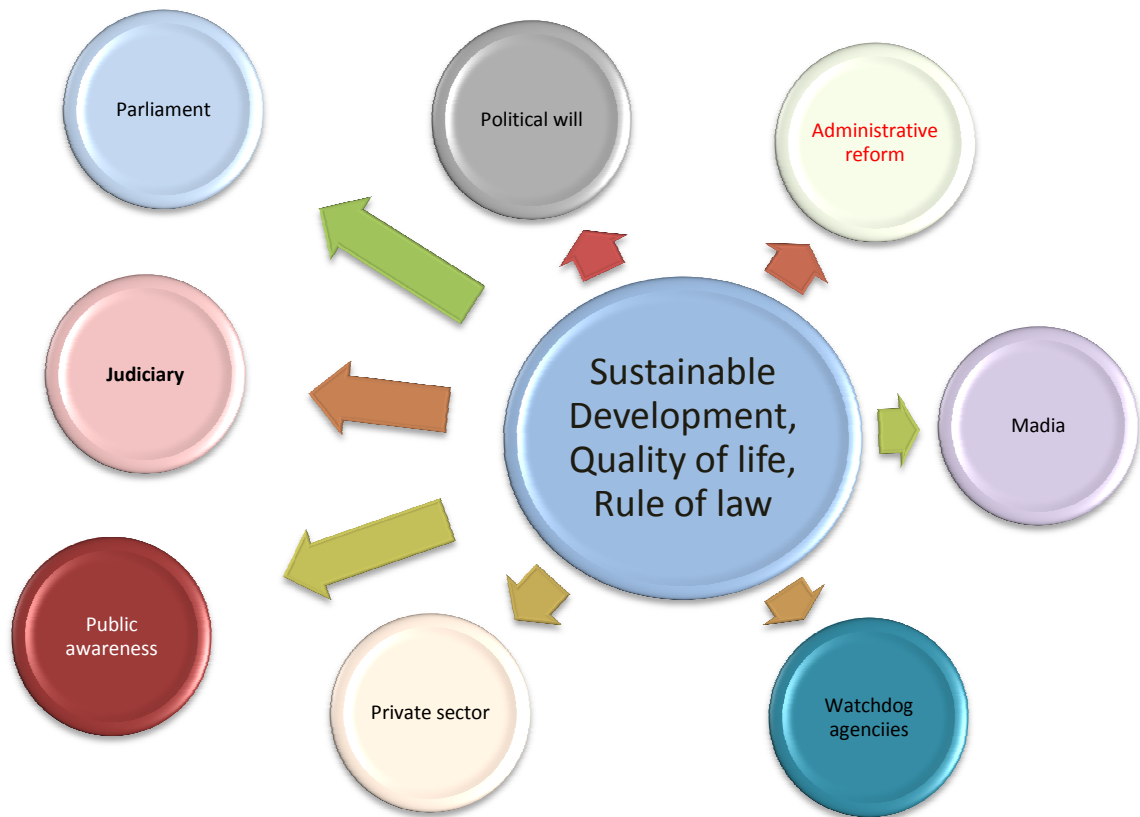 Parliament
Political will
Administrative
reform
Judiciary
Sustainable
Development,
Quality of life,
Rule of law
Madia
Public
awareness
Private sector
Watchdog
agenciies